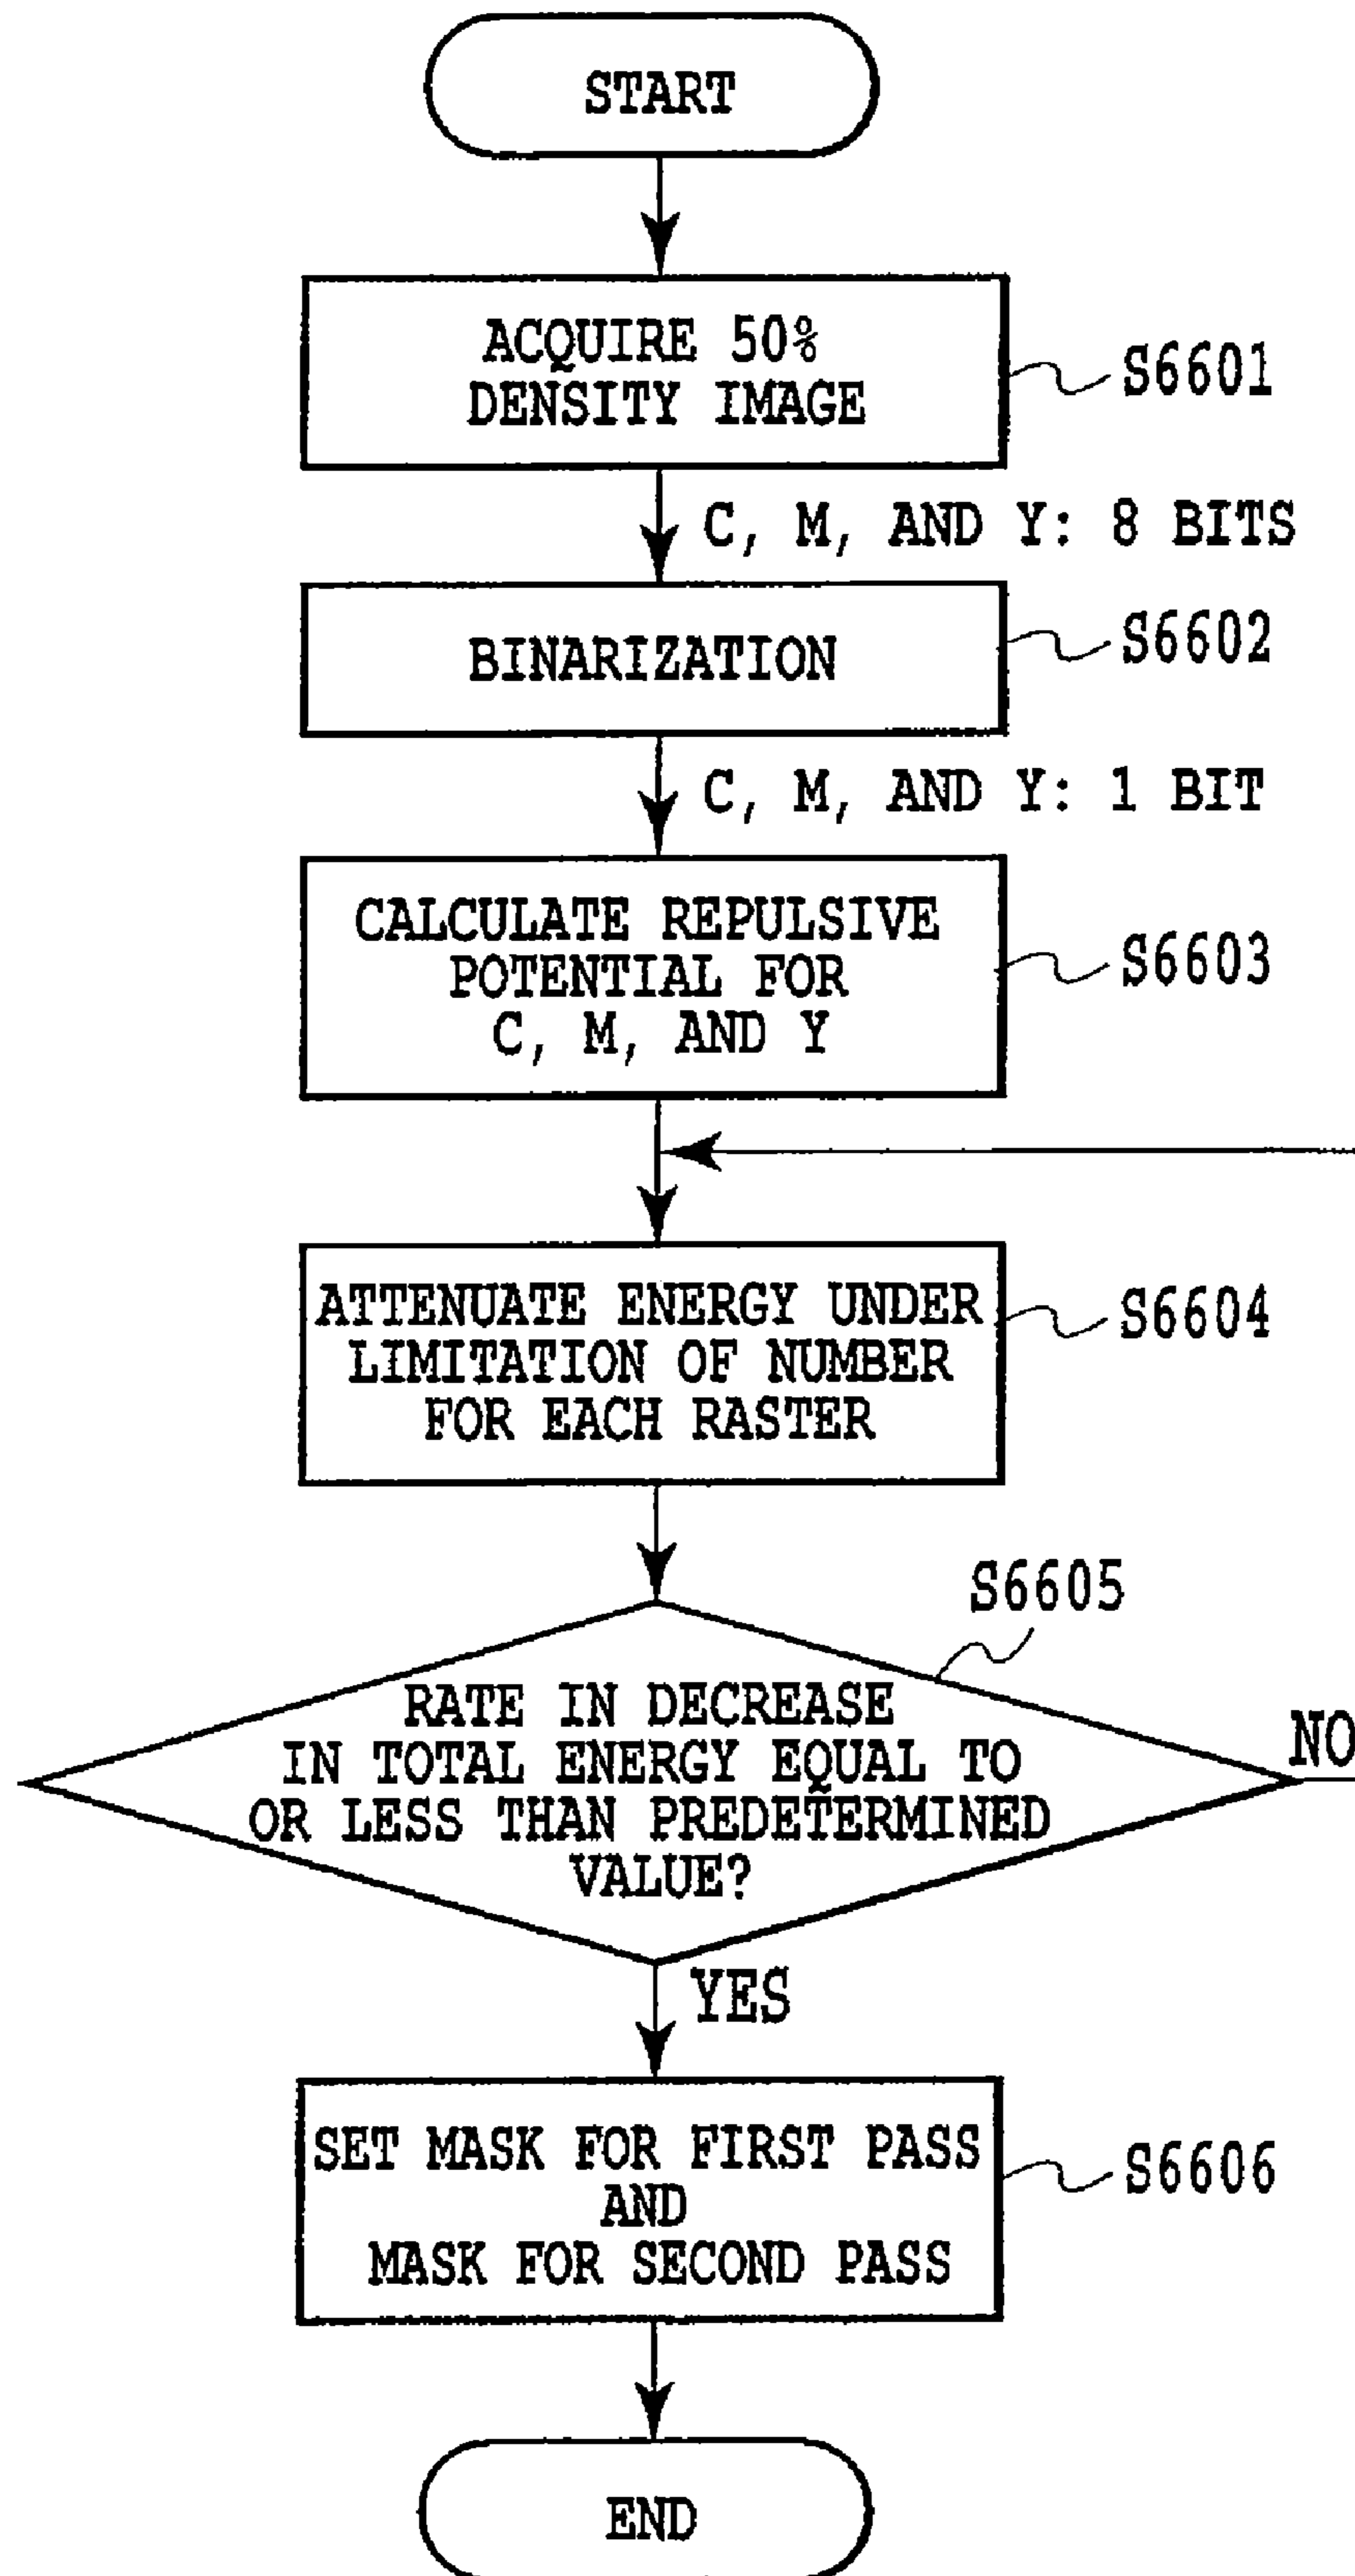 START
ACQUIRE 50%
DENSITY IMAGE
S6601
C, M, AND Y: 8 BITS
BINARIZATION
S6602
C, M, AND Y: 1 BIT
CALCULATE REPULSIVE
POTENTIAL FOR
C, M, AND Y
S6603
ATTENUATE ENERGY UNDER
LIMITATION OF NUMBER
FOR EACH RASTER
S6604
S6605
RATE IN DECREASE
IN TOTAL ENERGY EQUAL TO
OR LESS THAN PREDETERMINED
VALUE?
NO
YES
SET MASK FOR FIRST PASS
AND
MASK FOR SECOND PASS
S6606
END